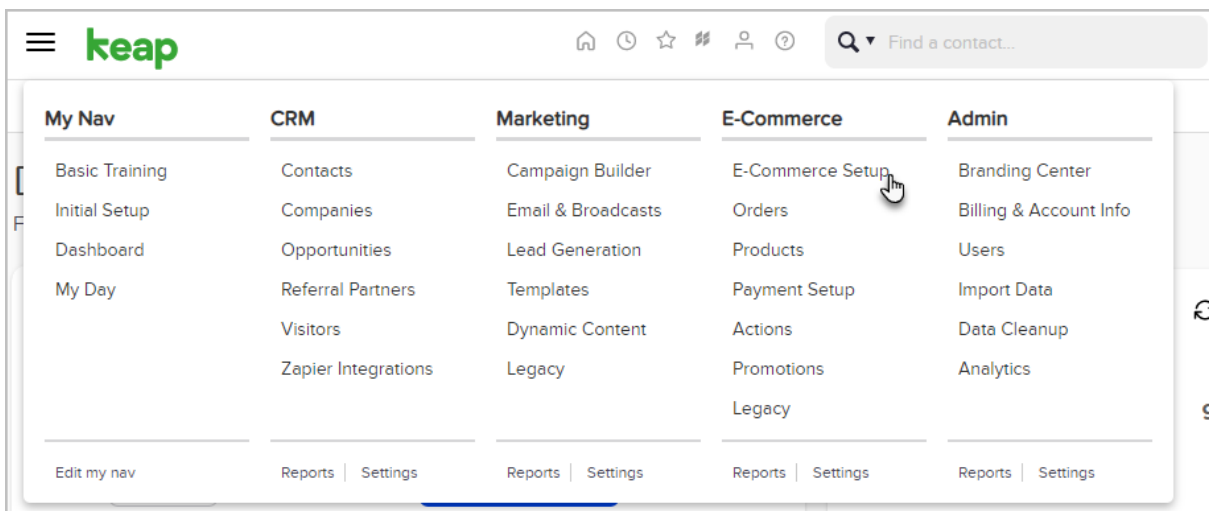 keap
Find a contact...
My Nav
Basic Training
Initial Setup
Dashboard
My Day
Edit my nav
CRM
Contacts
Companies
Opportunities
Referral Partners
Visitors
Zapier Integrations
Reports | Settings
Marketing
Campaign Builder
Email & Broadcasts
Lead Generation
Templates
Dynamic Content
Legacy
Reports | Settings
E-Commerce
E-Commerce Setup
Orders
Products
Payment Setup
Actions
Promotions
Legacy
Reports | Settings
Admin
Branding Center
Billing & Account Info
Users
Import Data
Data Cleanup
Analytics
Reports | Settings